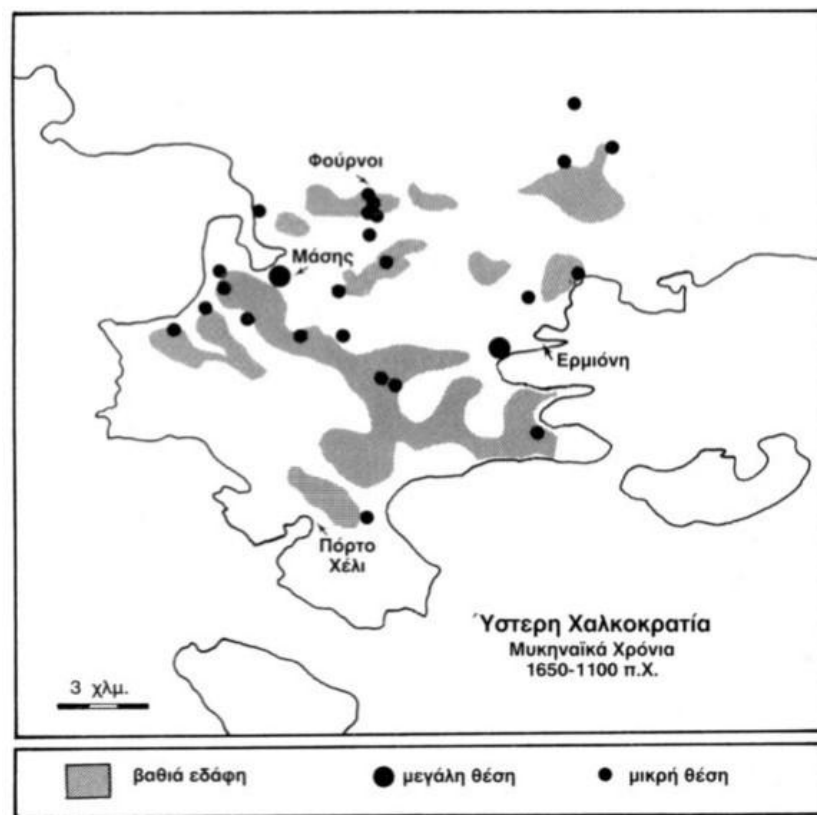 Φούρνοι
Μάσης
Ερμιόνη
Πόρτο
Χέλι
Ύστερη Χαλκοκρατία
Μυκηναϊκά Χρόνια
1650-1100 π.Χ.
3 χλμ.
βαθιά εδάφη
μεγάλη θέση
μικρή θέση